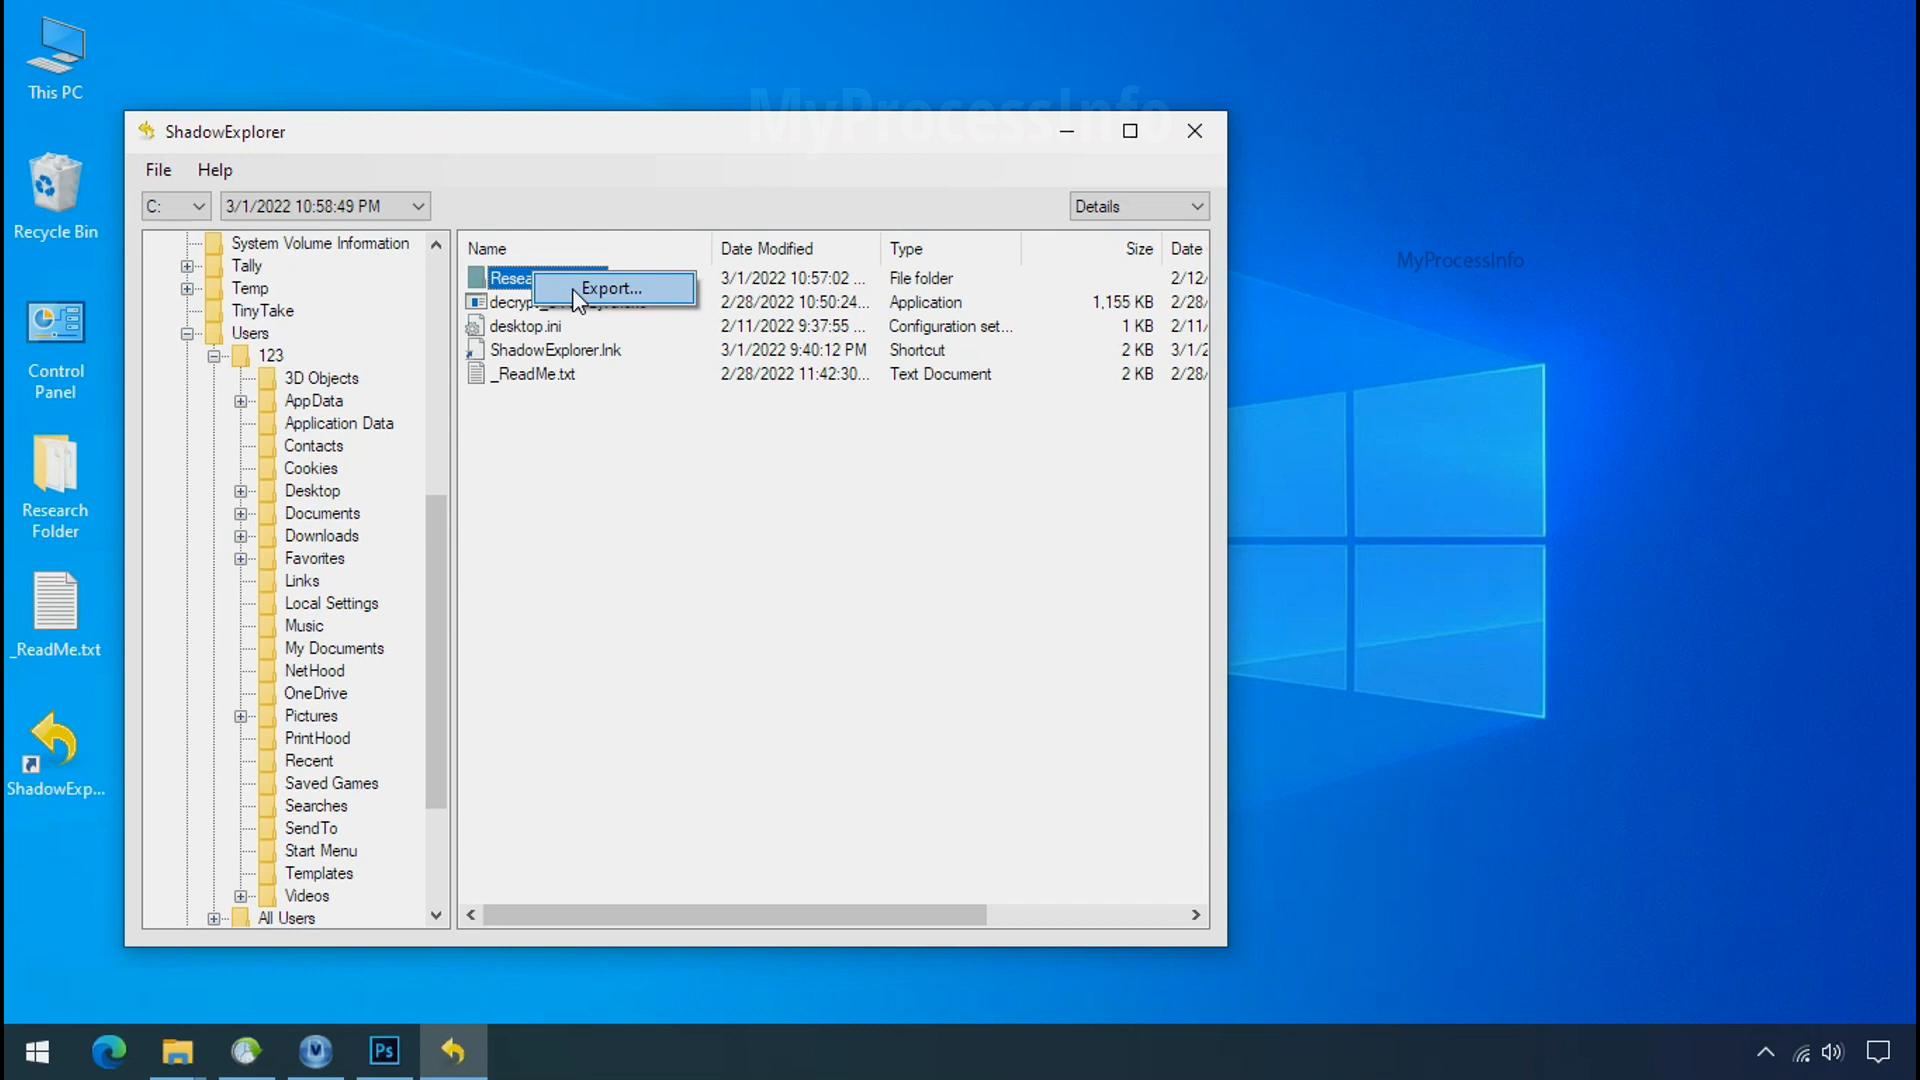 This PC
Recycle Bin
Control
Panel
Research
Folder
_ReadMe.txt
ShadowExp...
MyProcessInfo
ShadowExplorer
File Help
C: 3/1/2022 10:58:49 PM Details
System Volume Information
Tally
Temp
TinyTake
Users
123
3D Objects
AppData
Application Data
Contacts
Cookies
Desktop
Documents
Downloads
Favorites
Links
Local Settings
Music
My Documents
NetHood
OneDrive
Pictures
PrintHood
Recent
Saved Games
Searches
SendTo
Start Menu
Templates
Videos
All Users
Name Date Modified Type Size Date
3/1/2022 10:57:02 ... File folder 2/12/
Export...
2/28/2022 10:50:24... Application 1,155 KB 2/28/
desktop.ini 2/11/2022 9:37:55 ... Configuration set... 1 KB 2/11/
ShadowExplorer.lnk 3/1/2022 9:40:12 PM Shortcut 2 KB 3/1/2
_ReadMe.txt 2/28/2022 11:42:30... Text Document 2 KB 2/28/
MyProcessInfo
Ps